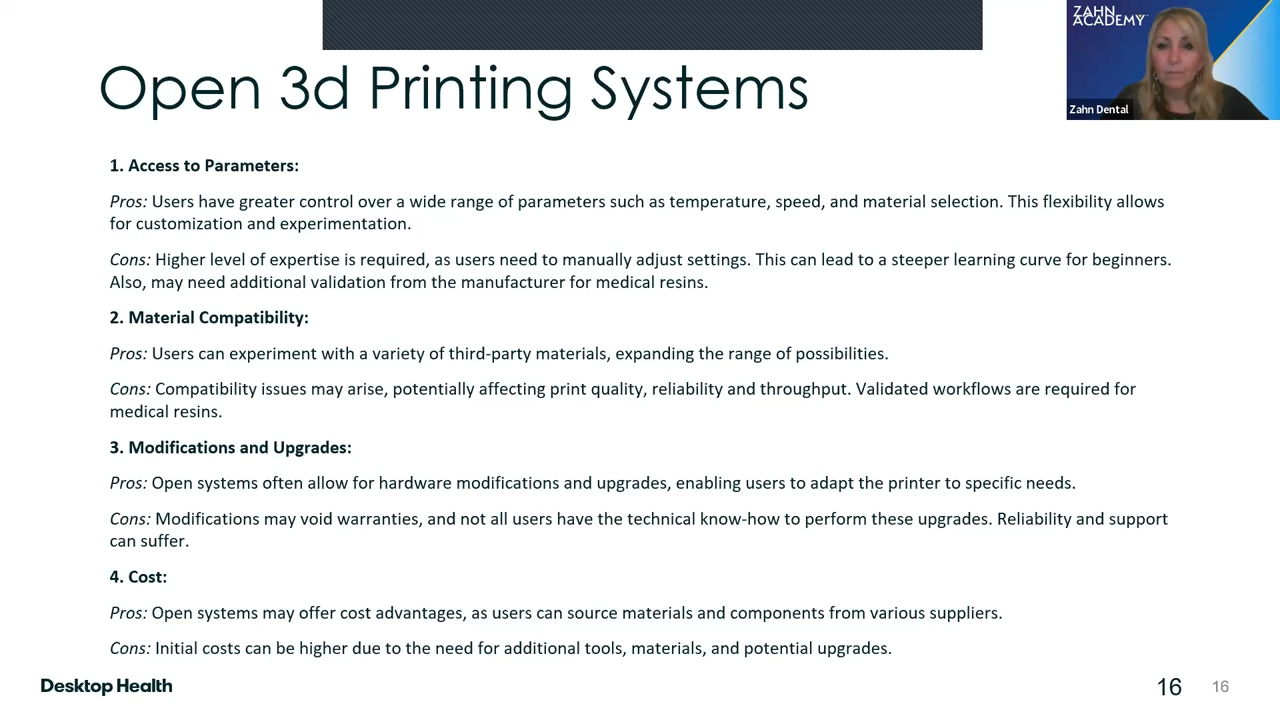 ZAHN
ACADEMY
Zahn Dental
Open 3d Printing Systems
1. Access to Parameters:
Pros: Users have greater control over a wide range of parameters such as temperature, speed, and material selection. This flexibility allows
for customization and experimentation.
Cons: Higher level of expertise is required, as users need to manually adjust settings. This can lead to a steeper learning curve for beginners.
Also, may need additional validation from the manufacturer for medical resins.
2. Material Compatibility:
Pros: Users can experiment with a variety of third-party materials, expanding the range of possibilities.
Cons: Compatibility issues may arise, potentially affecting print quality, reliability and throughput. Validated workflows are required for
medical resins.
3. Modifications and Upgrades:
Pros: Open systems often allow for hardware modifications and upgrades, enabling users to adapt the printer to specific needs.
Cons: Modifications may void warranties, and not all users have the technical know-how to perform these upgrades. Reliability and support
can suffer.
4. Cost:
Pros: Open systems may offer cost advantages, as users can source materials and components from various suppliers.
Cons: Initial costs can be higher due to the need for additional tools, materials, and potential upgrades.
Desktop Health
16 16